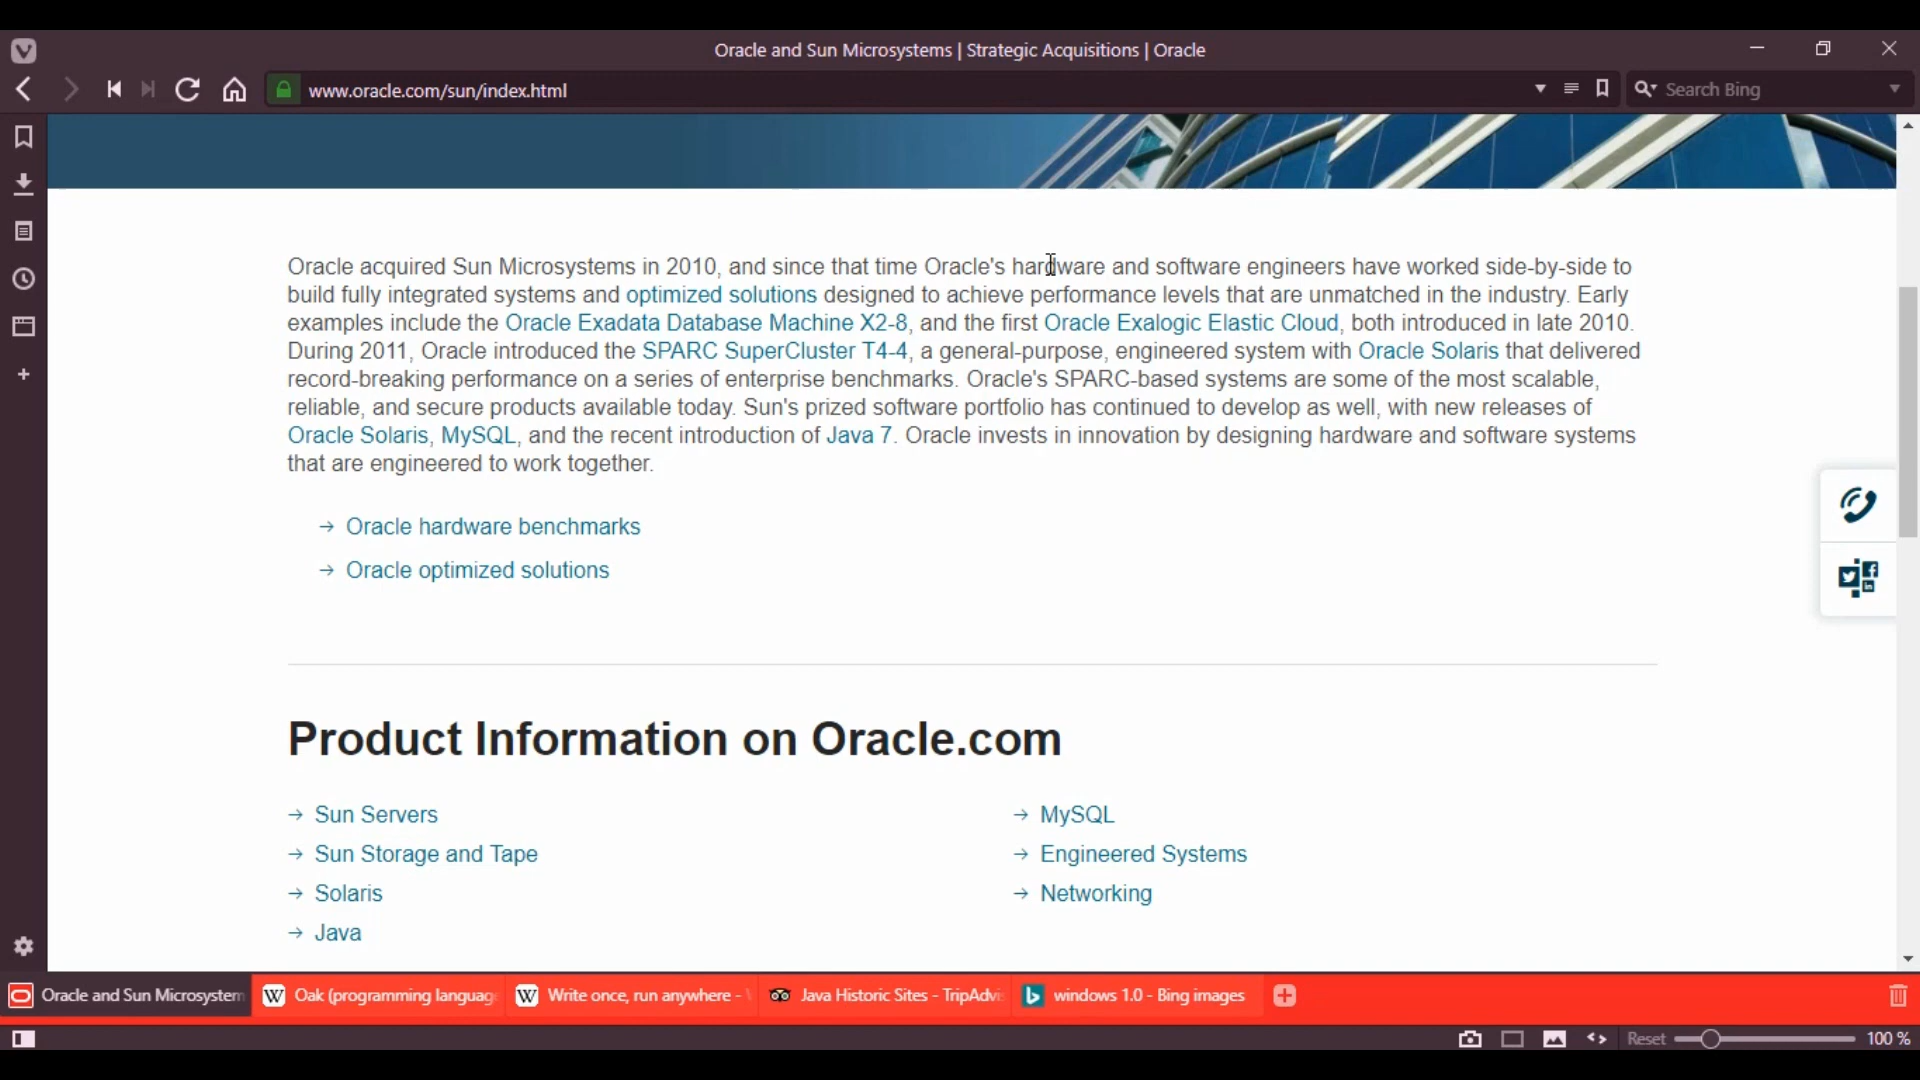 Oracle and Sun Microsystems | Strategic Acquisitions | Oracle
www.oracle.com/sun/index.html
Search Bing
Oracle acquired Sun Microsystems in 2010, and since that time Oracle's hardware and software engineers have worked side-by-side to
build fully integrated systems and optimized solutions designed to achieve performance levels that are unmatched in the industry. Early
examples include the Oracle Exadata Database Machine X2-8, and the first Oracle Exalogic Elastic Cloud, both introduced in late 2010.
During 2011, Oracle introduced the SPARC SuperCluster T4-4, a general-purpose, engineered system with Oracle Solaris that delivered
record-breaking performance on a series of enterprise benchmarks. Oracle's SPARC-based systems are some of the most scalable,
reliable, and secure products available today. Sun's prized software portfolio has continued to develop as well, with new releases of
Oracle Solaris, MySQL, and the recent introduction of Java 7. Oracle invests in innovation by designing hardware and software systems
that are engineered to work together.
→ Oracle hardware benchmarks
→ Oracle optimized solutions
Product Information on Oracle.com
→ Sun Servers
→ Sun Storage and Tape
→ Solaris
→ Java
→ MySQL
→ Engineered Systems
→ Networking
Oracle and Sun Microsystem
Oak (programming languag
Write once, run anywhere -
Java Historic Sites - TripAdvi
windows 1.0 - Bing images
Reset
100 %